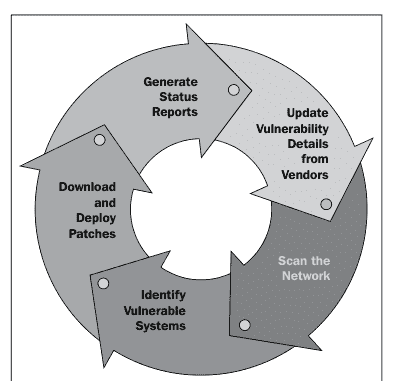 Generate
Status
Reports
Update
Vulnerability
Details
from
Vendors
Scan the
Network
Identify
Vulnerable
Systems
Download
and
Deploy
Patches